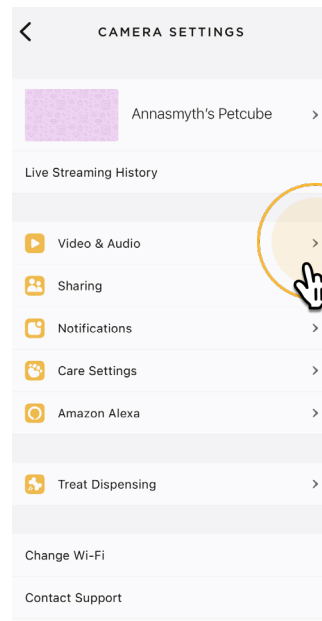 CAMERA SETTINGS
Annasmyth's Petcube
Live Streaming History
Video & Audio
Sharing
Notifications
Care Settings
Amazon Alexa
Treat Dispensing
Change Wi-Fi
Contact Support